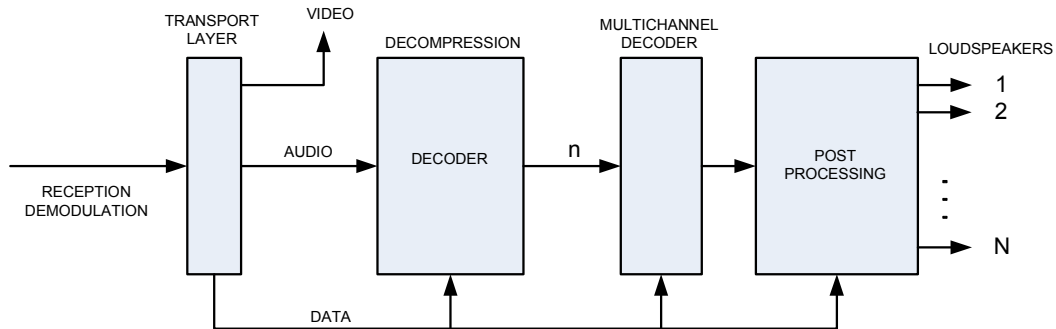 TRANSPORT
LAYER
VIDEO
DECOMPRESSION
MULTICHANNEL
DECODER
LOUDSPEAKERS
1
2
AUDIO
DECODER
n
POST
PROCESSING
RECEPTION
DEMODULATION
N
DATA